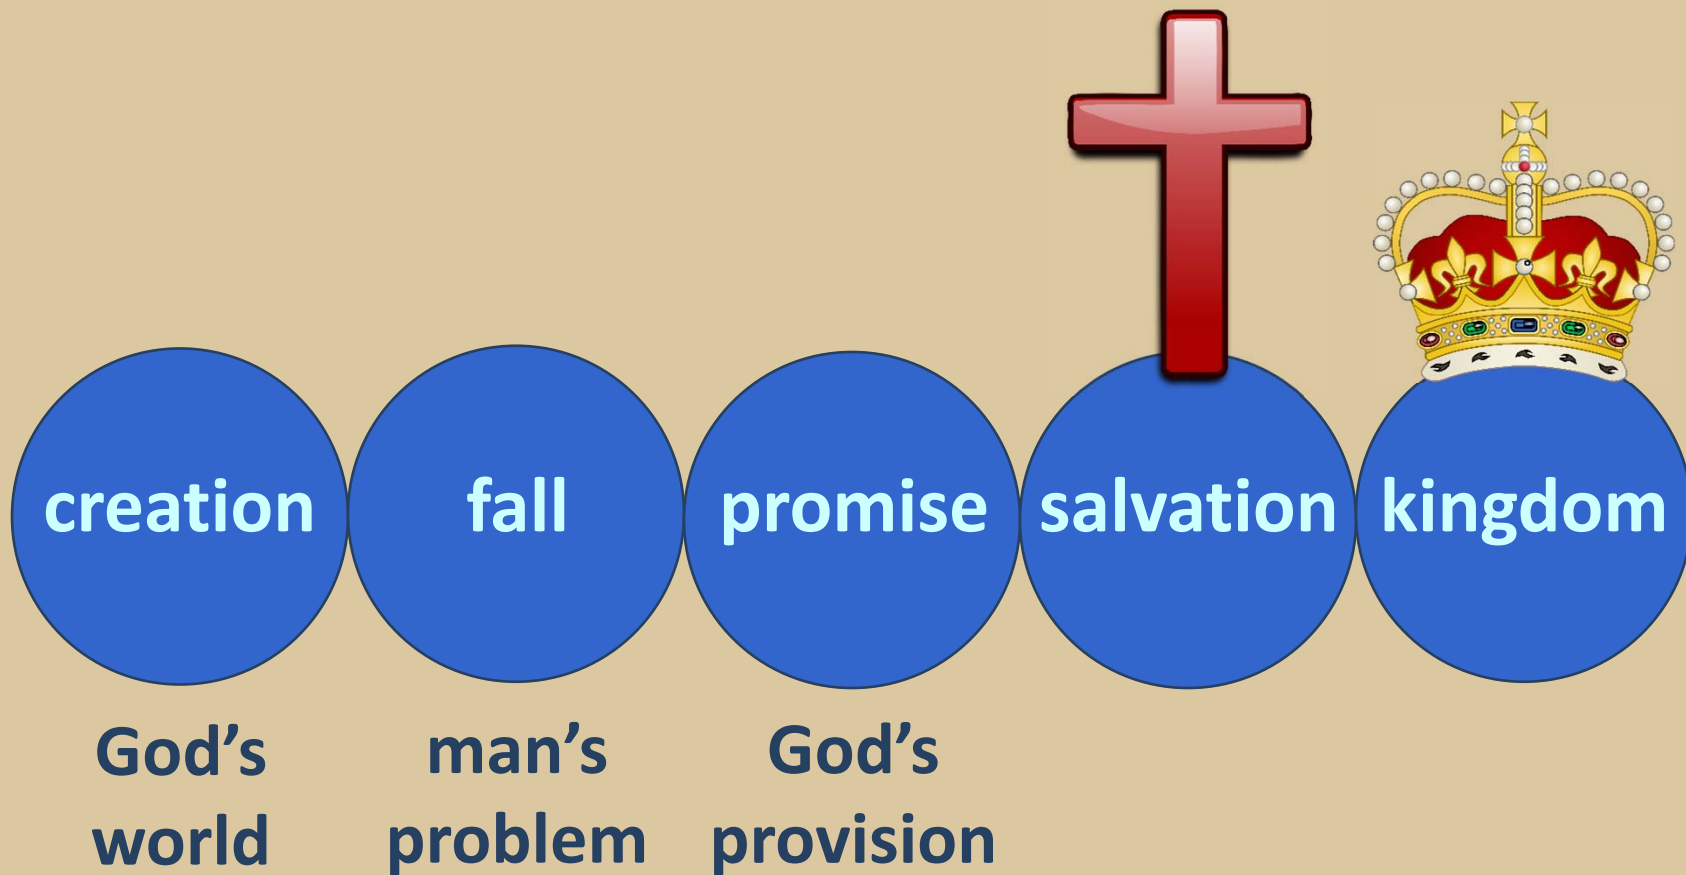 creation fall promise salvation kingdom
God’s man’s God’s
world problem provision